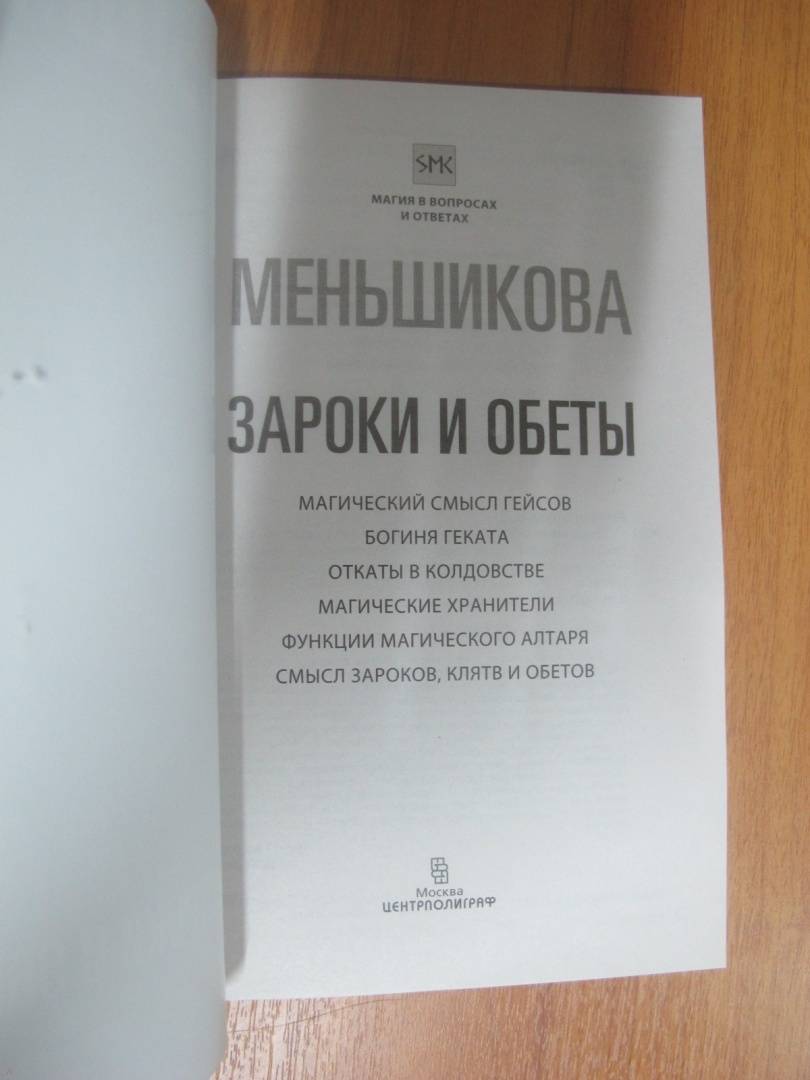 SMK
МАГИЯ В ВОПРОСАХ
И ОТВЕТАХ
МЕНЬШИКОВА
ЗАРОКИ И ОБЕТЫ
МАГИЧЕСКИЙ СМЫСЛ ГЕЙСОВ
БОГИНЯ ГЕКАТА
ОТКАТЫ В КОЛДОВСТВЕ
МАГИЧЕСКИЕ ХРАНИТЕЛИ
ФУНКЦИИ МАГИЧЕСКОГО АЛТАРЯ
СМЫСЛ ЗАРОКОВ, КЛЯТВ И ОБЕТОВ
Москва
ЦЕНТРПОЛИГРАФ